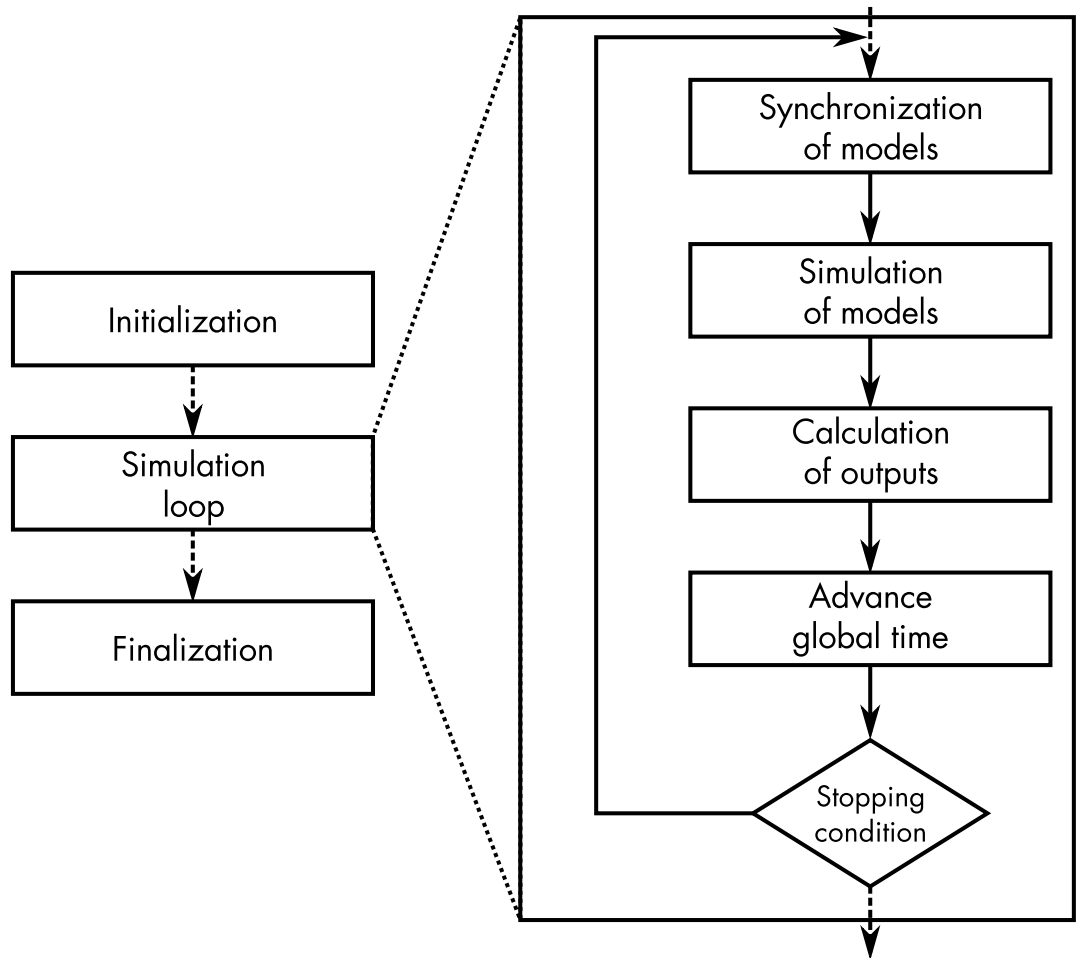 Initialization
Simulation
loop
Finalization
Synchronization
of models
Simulation
of models
Calculation
of outputs
Advance
global time
Stopping
condition